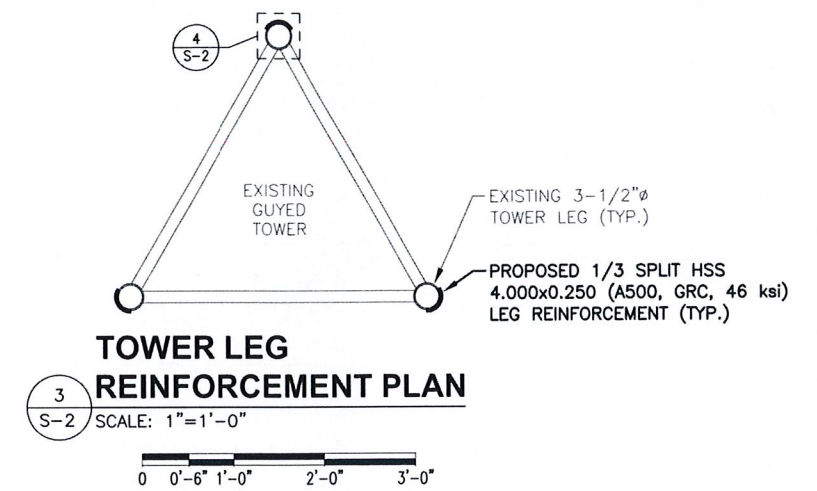 4
S-2
EXISTING
GUYED
TOWER
EXISTING 3-1/2"ø
TOWER LEG (TYP.)
PROPOSED 1/3 SPLIT HSS
4.000x0.250 (A500, GRC, 46 ksi)
LEG REINFORCEMENT (TYP.)
TOWER LEG
REINFORCEMENT PLAN
3
S-2
SCALE: 1"=1'-0"
0 0'-6" 1'-0" 2'-0" 3'-0"